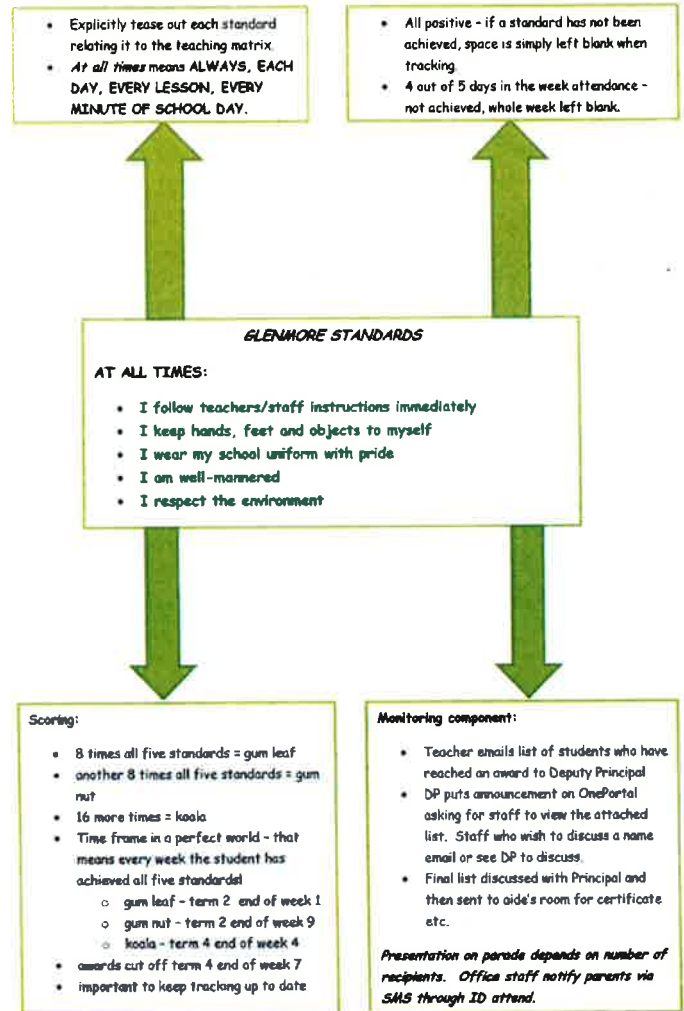 • Explicitly tease out each standard
relating it to the teaching matrix.
• At all times means ALWAYS, EACH
DAY, EVERY LESSON, EVERY
MINUTE OF SCHOOL DAY.
• All positive – if a standard has not been
achieved, space is simply left blank when
tracking.
• 4 out of 5 days in the week attendance –
not achieved, whole week left blank.
GLENMORE STANDARDS
AT ALL TIMES:
• I follow teachers/staff instructions immediately
• I keep hands, feet and objects to myself
• I wear my school uniform with pride
• I am well-mannered
• I respect the environment
Scoring:
• 8 times all five standards = gum leaf
• another 8 times all five standards = gum
nut
• 16 more times = koala
• Time frame in a perfect world – that
means every week the student has
achieved all five standards!
o gum leaf – term 2 end of week 1
o gum nut – term 2 end of week 9
o koala – term 4 end of week 4
• awards cut off term 4 end of week 7
• important to keep tracking up to date
Monitoring component:
• Teacher emails list of students who have
reached an award to Deputy Principal
• DP puts announcement on OnePortal
asking for staff to view the attached
list. Staff who wish to discuss a name
email or see DP to discuss.
• Final list discussed with Principal and
then sent to aide's room for certificate
etc.
Presentation on parade depends on number of
recipients. Office staff notify parents via
SMS through ID attend.